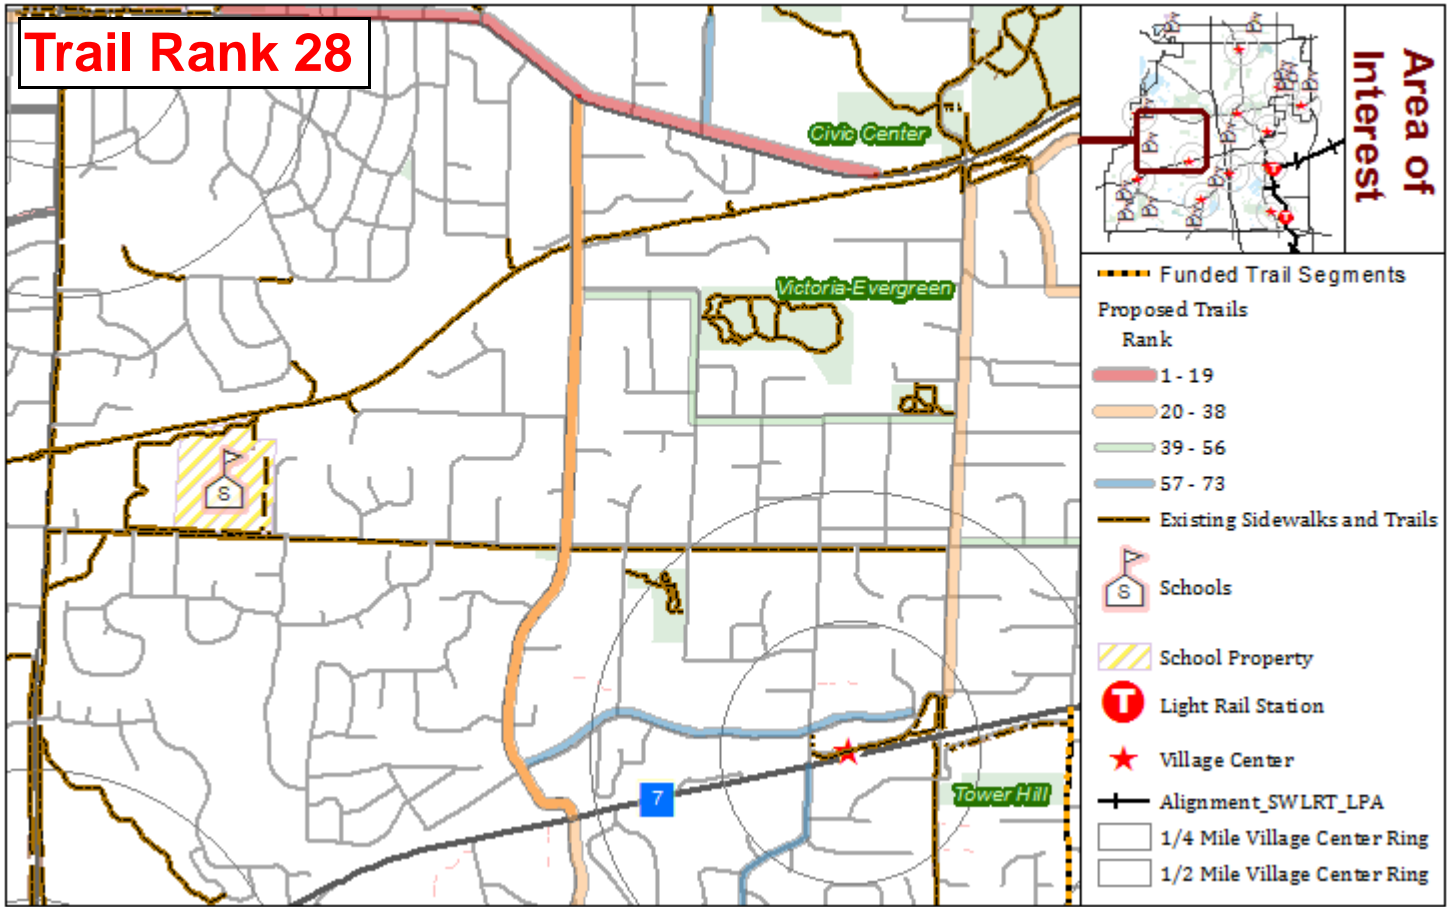 Trail Rank 28
Civic Center
Victoria-Evergreen
S
7
Tower Hill
Area of
Interest
T
T
Funded Trail Segments
Proposed Trails
Rank
1 - 19
20 - 38
39 - 56
57 - 73
Existing Sidewalks and Trails
S
Schools
School Property
T
Light Rail Station
Village Center
Alignment_SWLRT_LPA
1/4 Mile Village Center Ring
1/2 Mile Village Center Ring